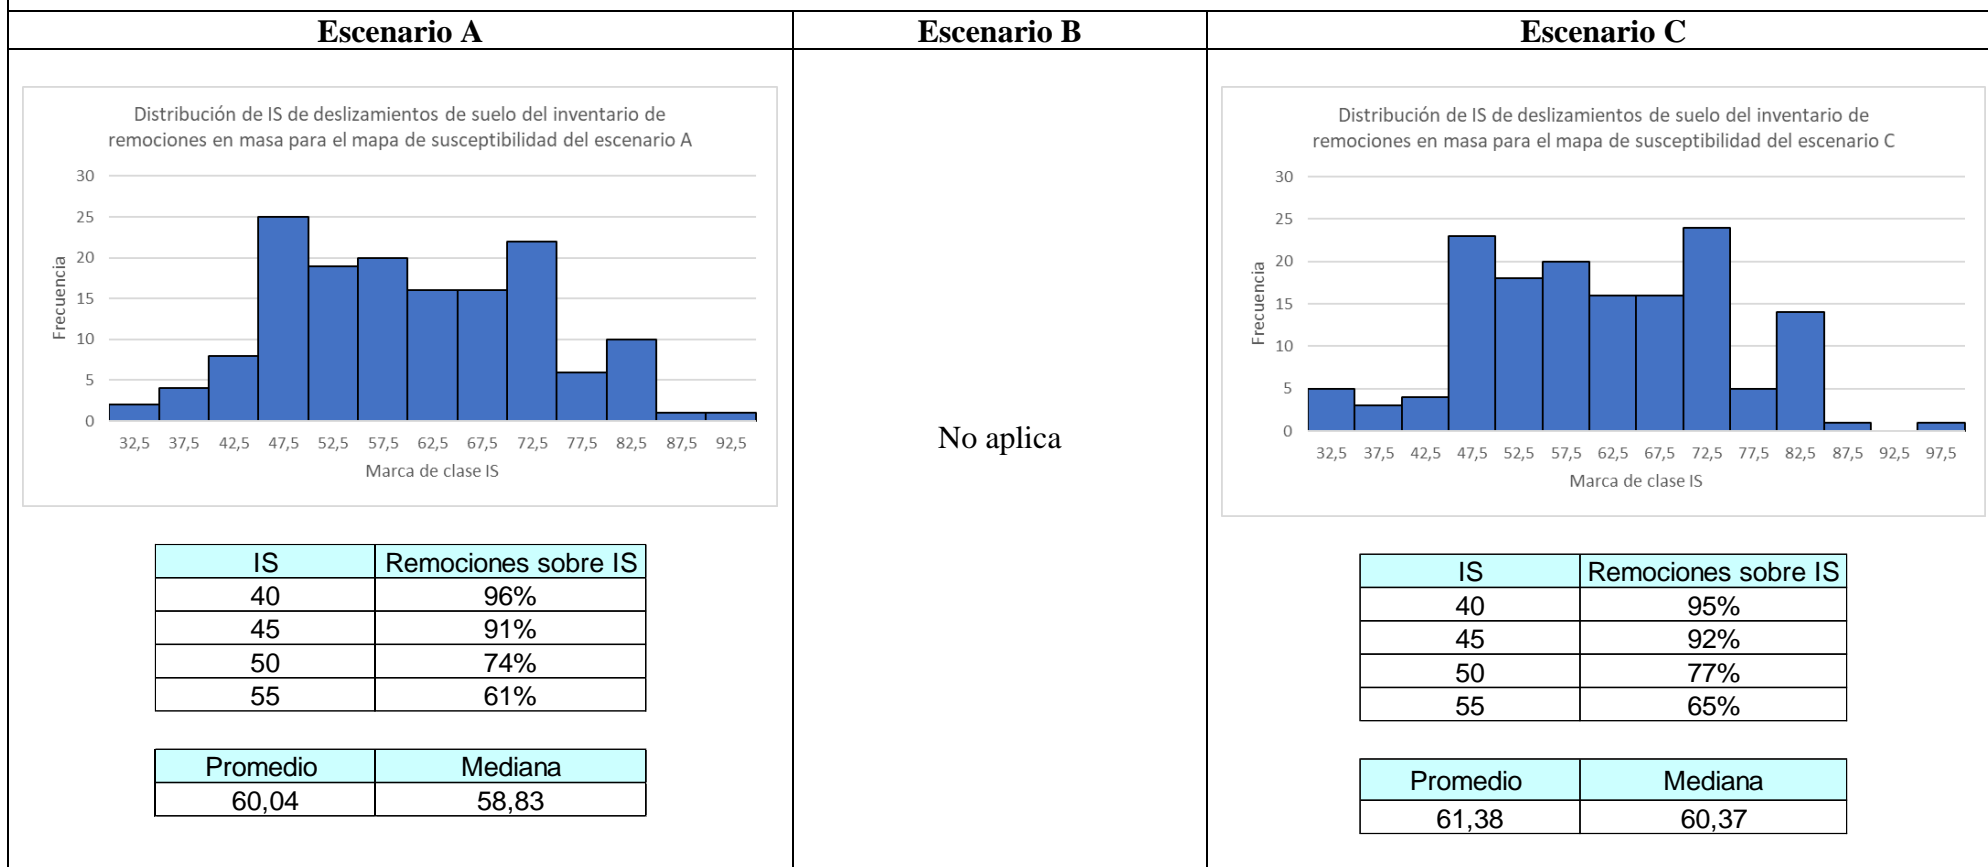 Escenario A
Escenario B
Escenario C
Distribución de IS de deslizamientos de suelo del inventario de
remociones en masa para el mapa de susceptibilidad del escenario A
30
25
20
15
10
5
0
Frecuencia
32,5 37,5 42,5 47,5 52,5 57,5 62,5 67,5 72,5 77,5 82,5 87,5 92,5
Marca de clase IS
IS Remociones sobre IS
40 96%
45 91%
50 74%
55 61%
Promedio Mediana
60,04 58,83
No aplica
Distribución de IS de deslizamientos de suelo del inventario de
remociones en masa para el mapa de susceptibilidad del escenario C
30
25
20
15
10
5
0
Frecuencia
32,5 37,5 42,5 47,5 52,5 57,5 62,5 67,5 72,5 77,5 82,5 87,5 92,5 97,5
Marca de clase IS
IS Remociones sobre IS
40 95%
45 92%
50 77%
55 65%
Promedio Mediana
61,38 60,37